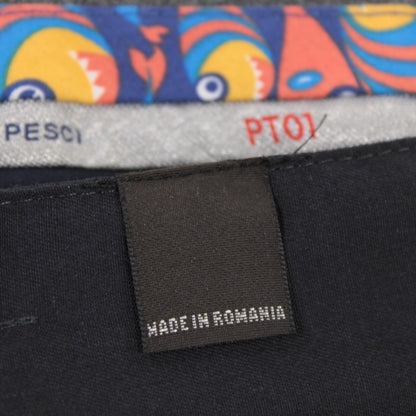 PESCI PT01
MADE IN ROMANIA